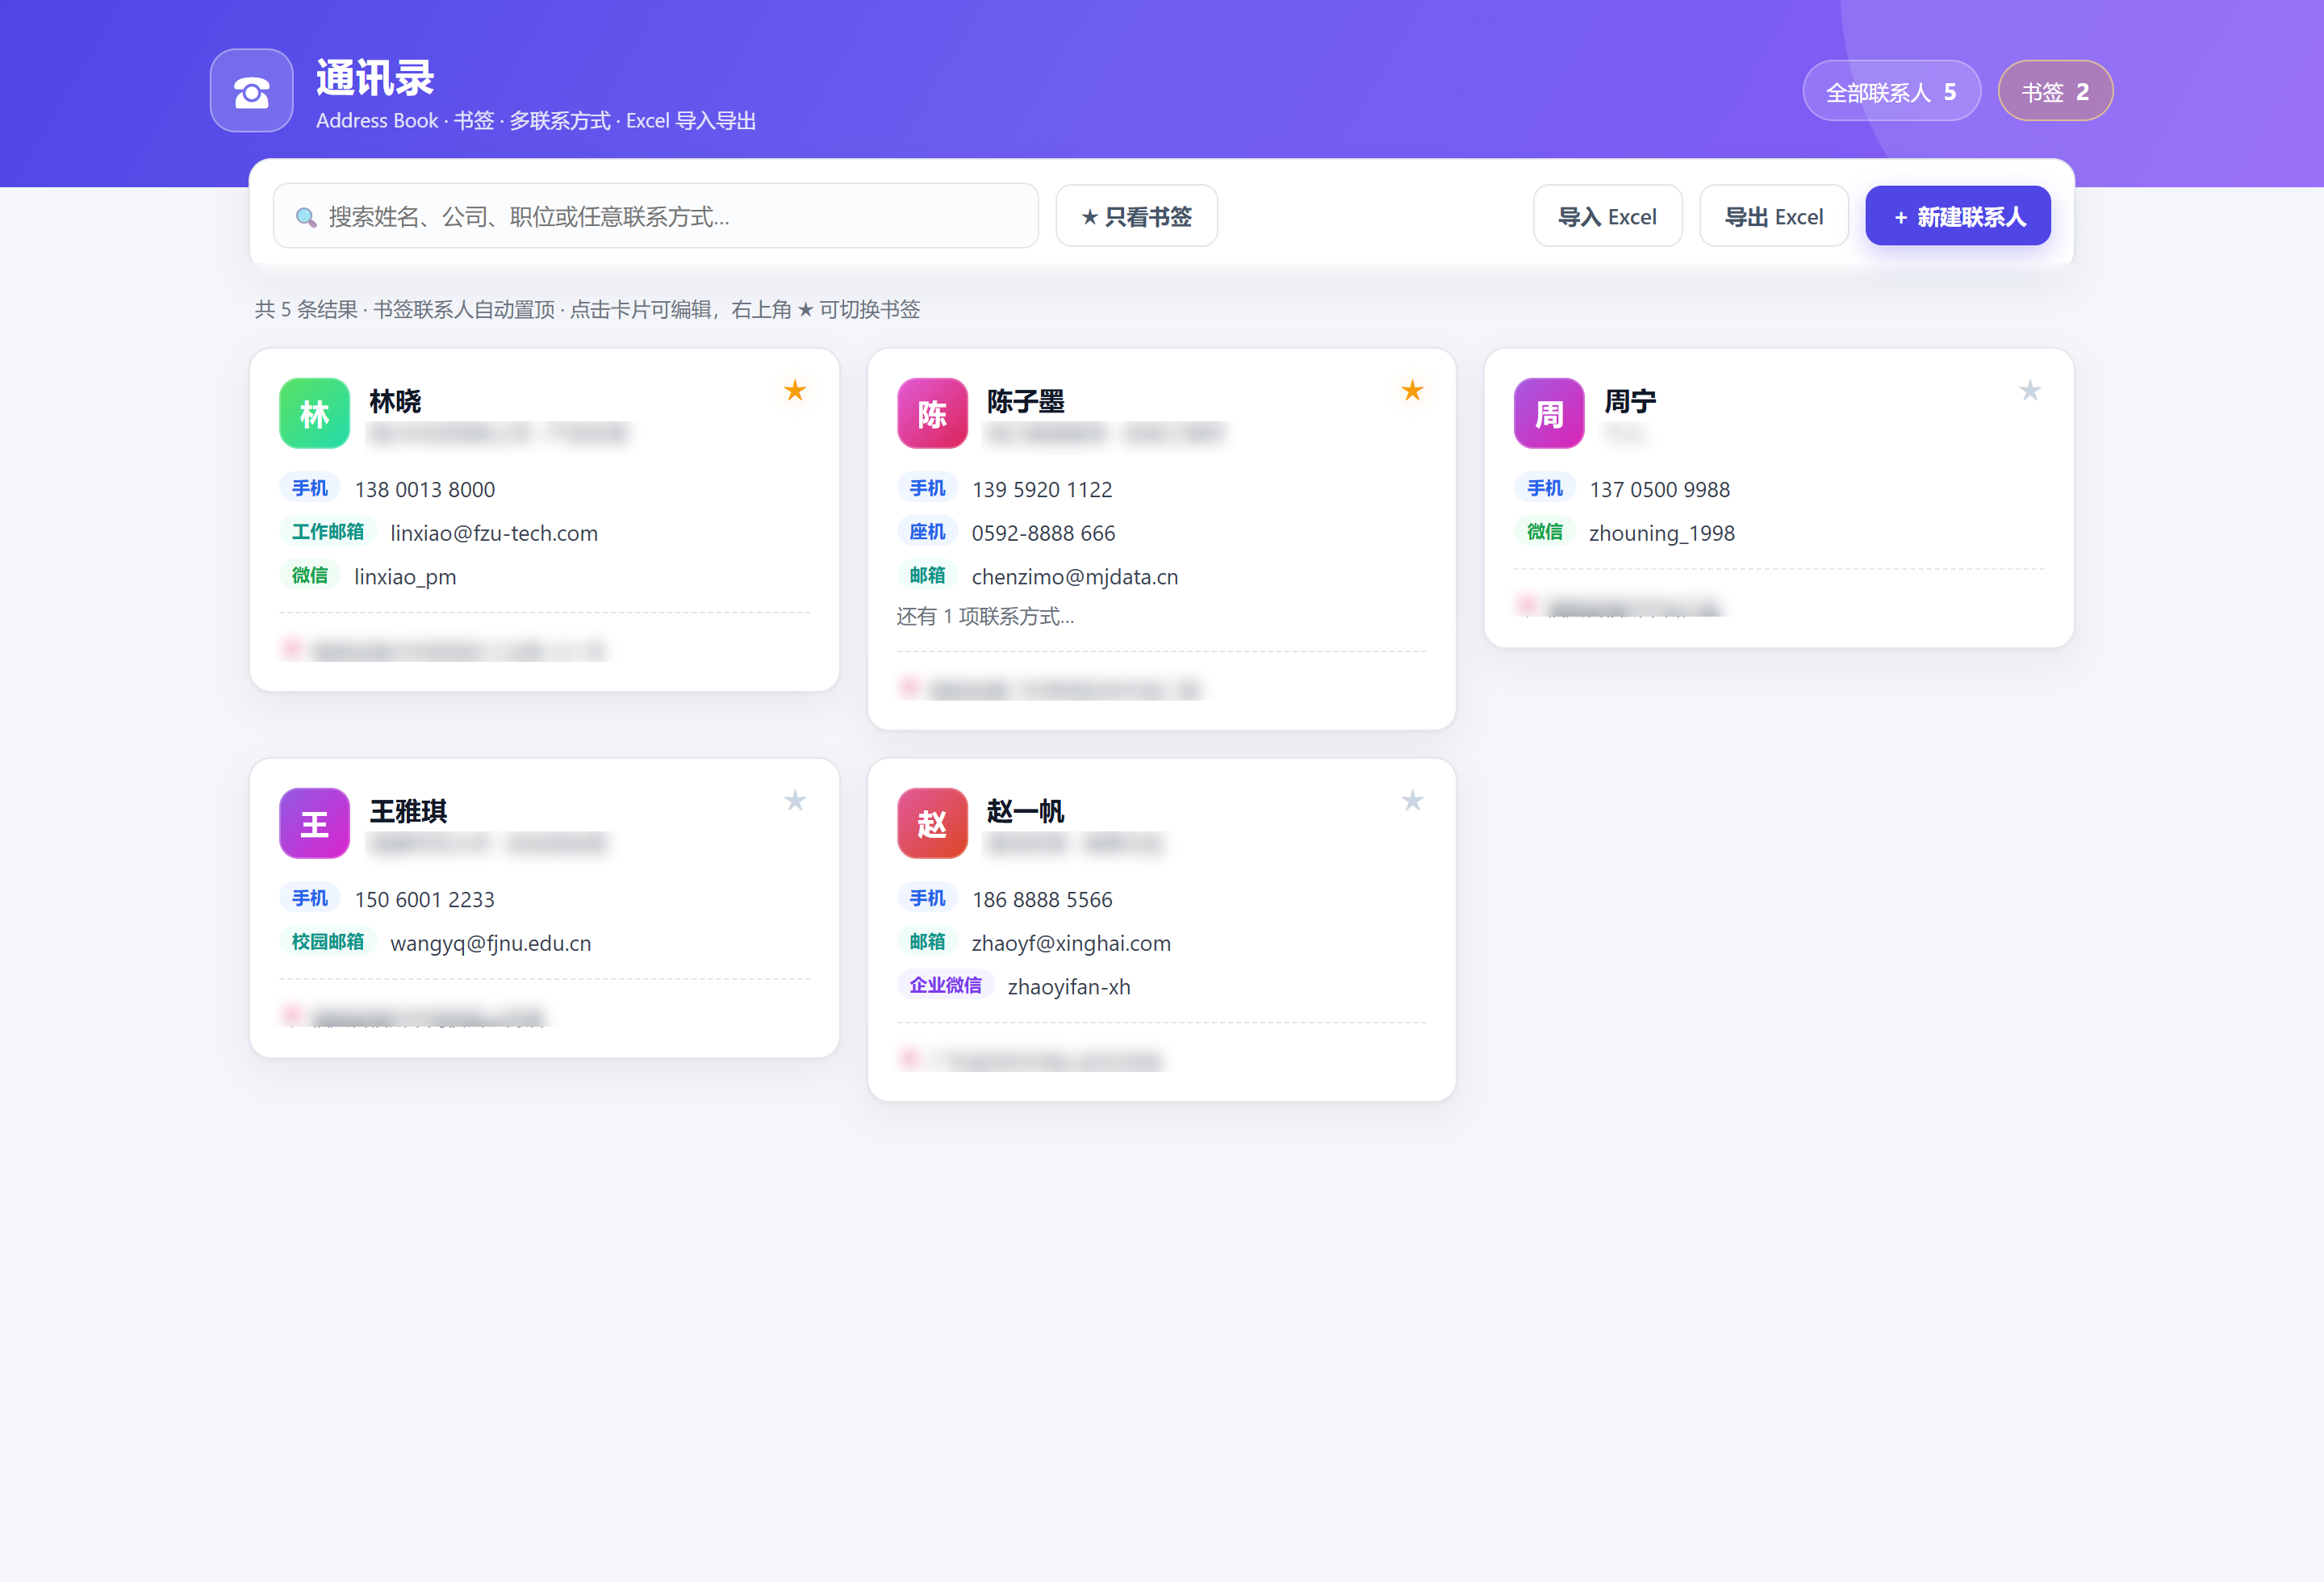 通讯录
Address Book · 书签 · 多联系方式 · Excel 导入导出
全部联系人 5
书签 2
搜索姓名、公司、职位或任意联系方式...
★ 只看书签
导入 Excel
导出 Excel
+ 新建联系人
共 5 条结果 · 书签联系人自动置顶 · 点击卡片可编辑，右上角 ★ 可切换书签
林
林晓
★
手机 138 0013 8000
工作邮箱 linxiao@fzu-tech.com
微信 linxiao_pm
陈
陈子墨
★
手机 139 5920 1122
座机 0592-8888 666
邮箱 chenzimo@mjdata.cn
还有 1 项联系方式...
周
周宁
★
手机 137 0500 9988
微信 zhouning_1998
王
王雅琪
★
手机 150 6001 2233
校园邮箱 wangyq@fjnu.edu.cn
赵
赵一帆
★
手机 186 8888 5566
邮箱 zhaoyf@xinghai.com
企业微信 zhaoyifan-xh